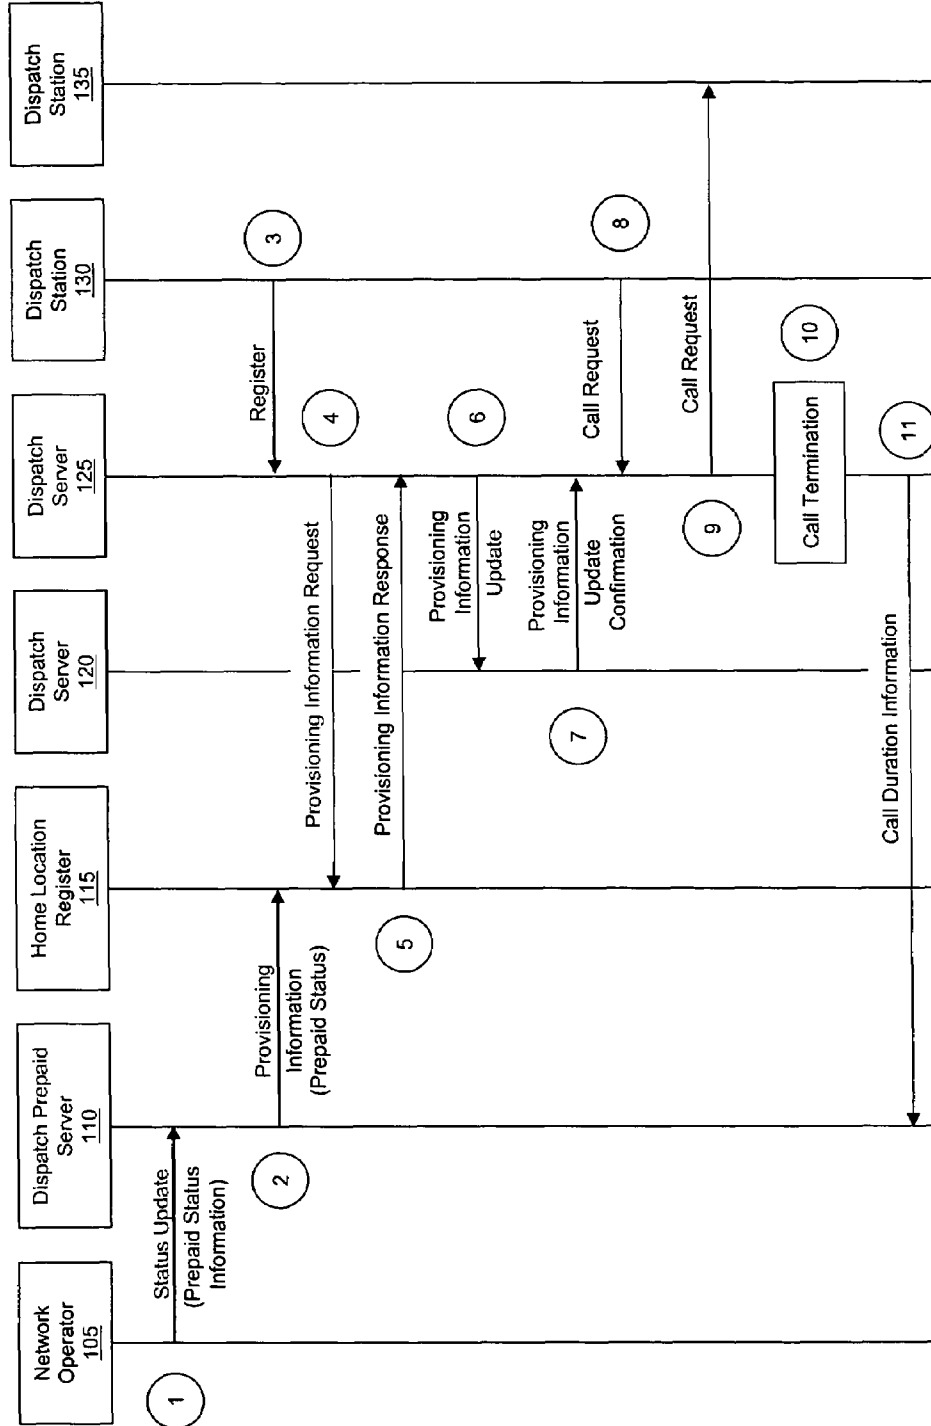 Network
Operator
105
Dispatch Prepaid
Server
110
Home Location
Register
115
Dispatch
Server
120
Dispatch
Server
125
Dispatch
Station
130
Dispatch
Station
135
1
Status Update
(Prepaid Status
Information)
2
Provisioning
Information
(Prepaid Status)
Register
3
Provisioning Information Request
4
5
Provisioning Information Response
Provisioning
Information
Update
6
7
Provisioning
Information
Update
Confirmation
Call Request
8
9
Call Request
Call Termination
10
Call Duration Information
11